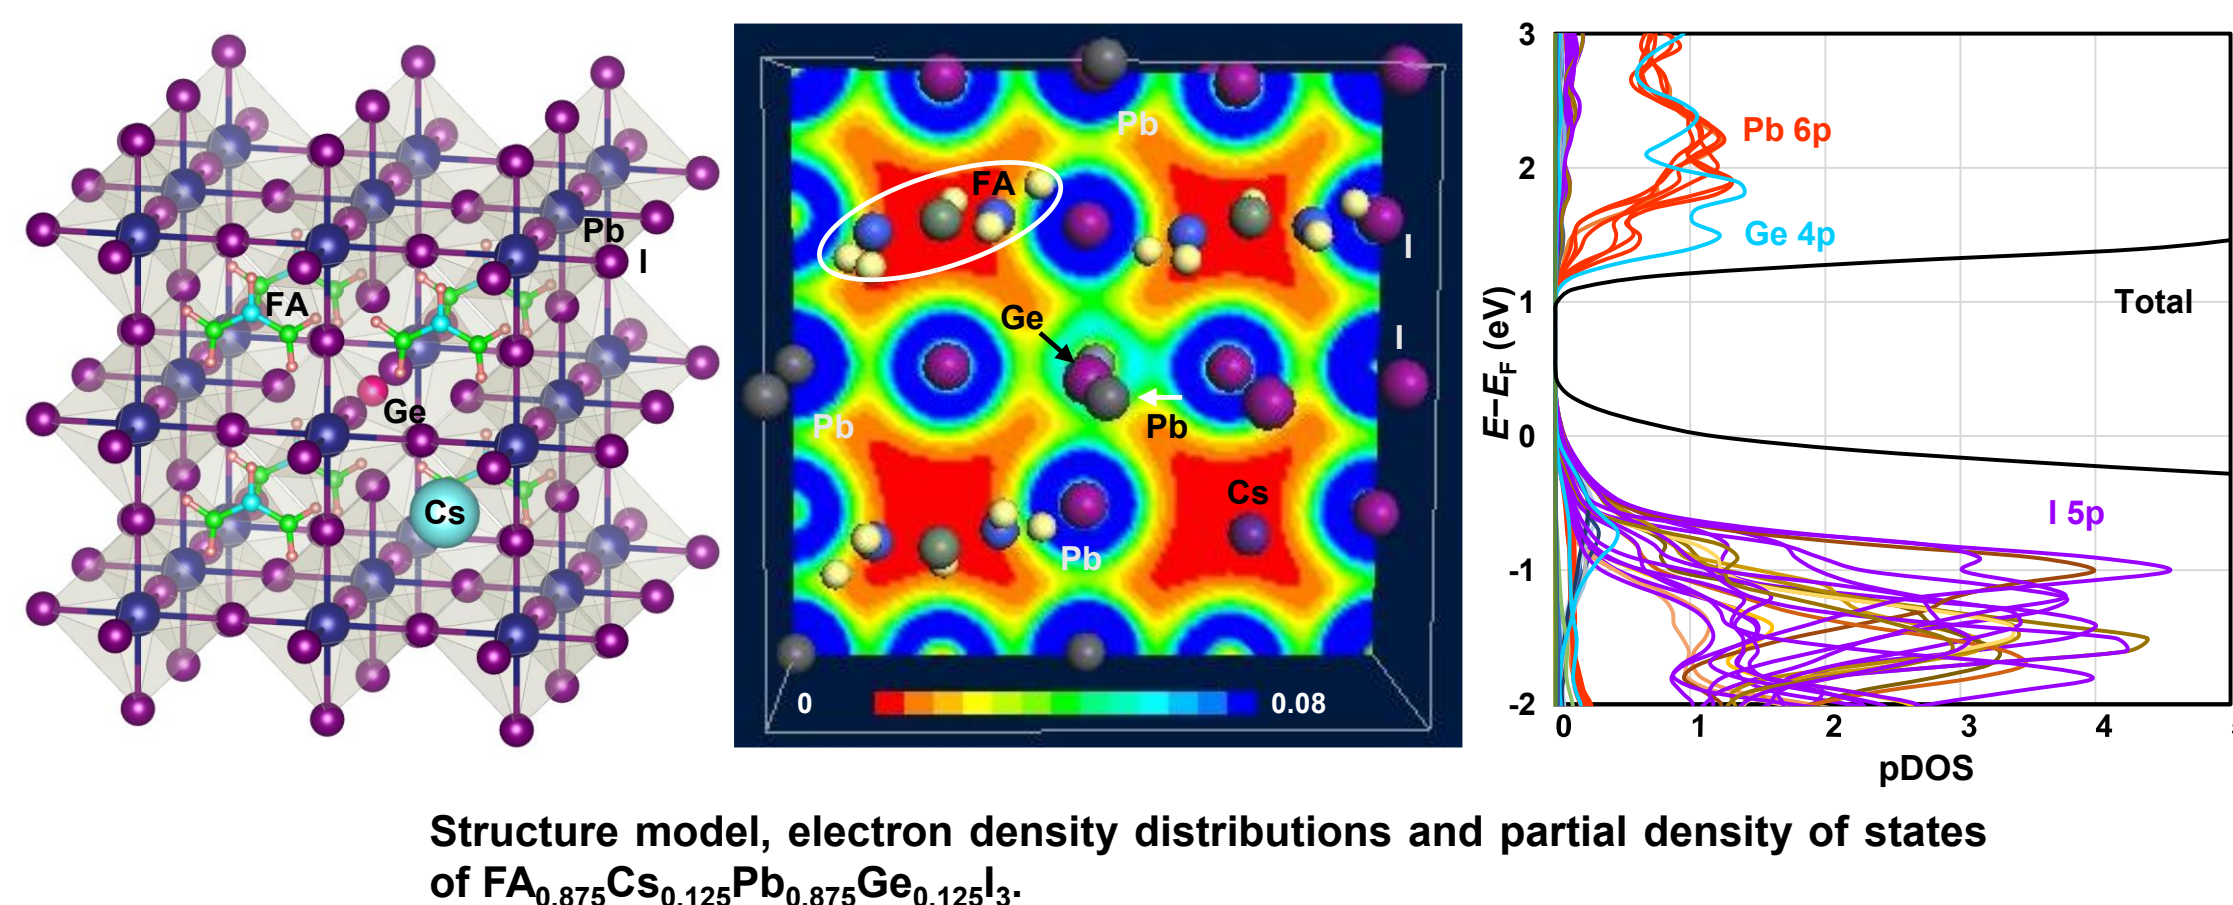 Pb
I
FA
Ge
Cs
Pb
FA
I
Ge
I
Pb
Pb
Cs
Pb
0
0.08
3
2
1
0
-1
-2
E−EF (eV)
Pb 6p
Ge 4p
Total
I 5p
0
1
2
3
4
pDOS
Structure model, electron density distributions and partial density of states
of FA0.875Cs0.125Pb0.875Ge0.125I3.